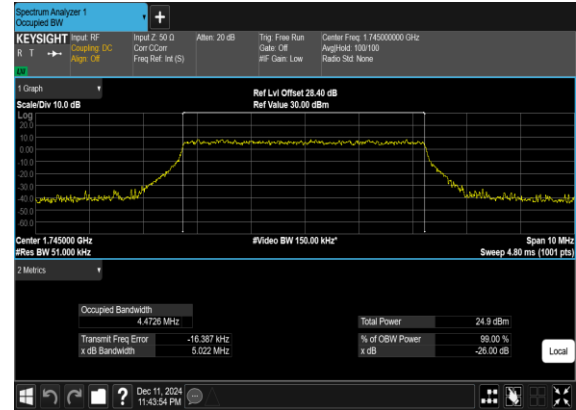 Spectrum Analyzer 1
Occupied BW
KEYSIGHT Input: RF Input Z: 50 Ω Atten: 20 dB Trig: Free Run Center Freq: 1.745000000 GHz
R T Coupling: DC Corr CCorr Gate: Off Avg|Hold: 100/100
Align: Off Freq Ref: Int (S) #IF Gain: Low Radio Std: None
LV
1 Graph
Ref Lvl Offset 28.40 dB
Scale/Div 10.0 dB Ref Value 30.00 dBm
Log
20.0
10.0
0.00
-10.0
-20.0
-30.0
-40.0
-50.0
-60.0
Center 1.745000 GHz #Video BW 150.00 kHz* Span 10 MHz
#Res BW 51.000 kHz Sweep 4.80 ms (1001 pts)
2 Metrics
Occupied Bandwidth
4.4726 MHz Total Power 24.9 dBm
Transmit Freq Error -16.387 kHz % of OBW Power 99.00 %
x dB Bandwidth 5.022 MHz x dB -26.00 dB
Local
Dec 11, 2024
11:43:54 PM